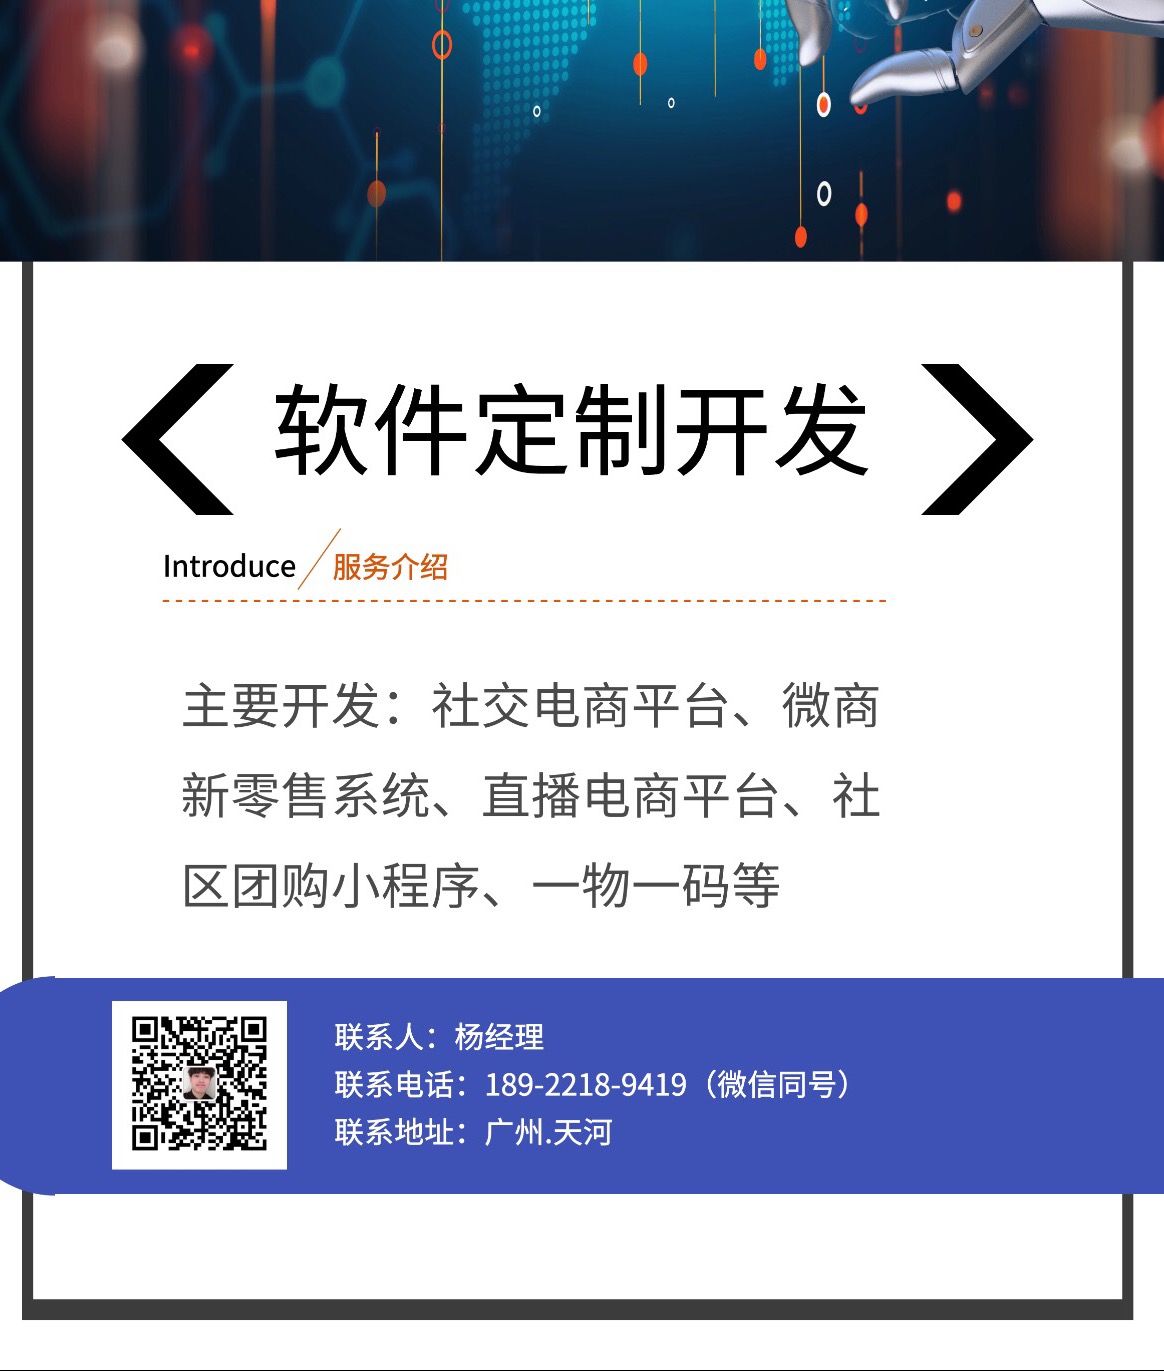 软件定制开发
Introduce 服务介绍
主要开发：社交电商平台、微商
新零售系统、直播电商平台、社
区团购小程序、一物一码等
联系人：杨经理
联系电话：189-2218-9419（微信同号）
联系地址：广州.天河